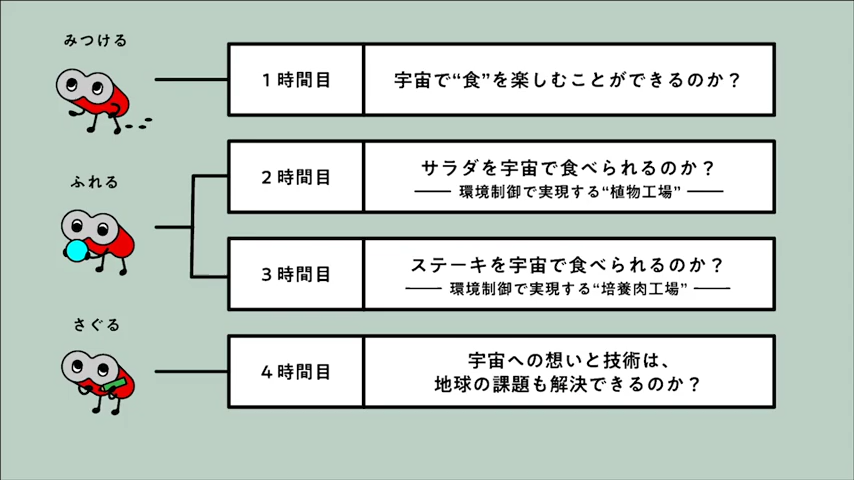 みつける
1時間目
宇宙で“食”を楽しむことができるのか？
ふれる
2時間目
サラダを宇宙で食べられるのか？
環境制御で実現する“植物工場”
3時間目
ステーキを宇宙で食べられるのか？
環境制御で実現する“培養肉工場”
さぐる
4時間目
宇宙への想いと技術は、
地球の課題も解決できるのか？